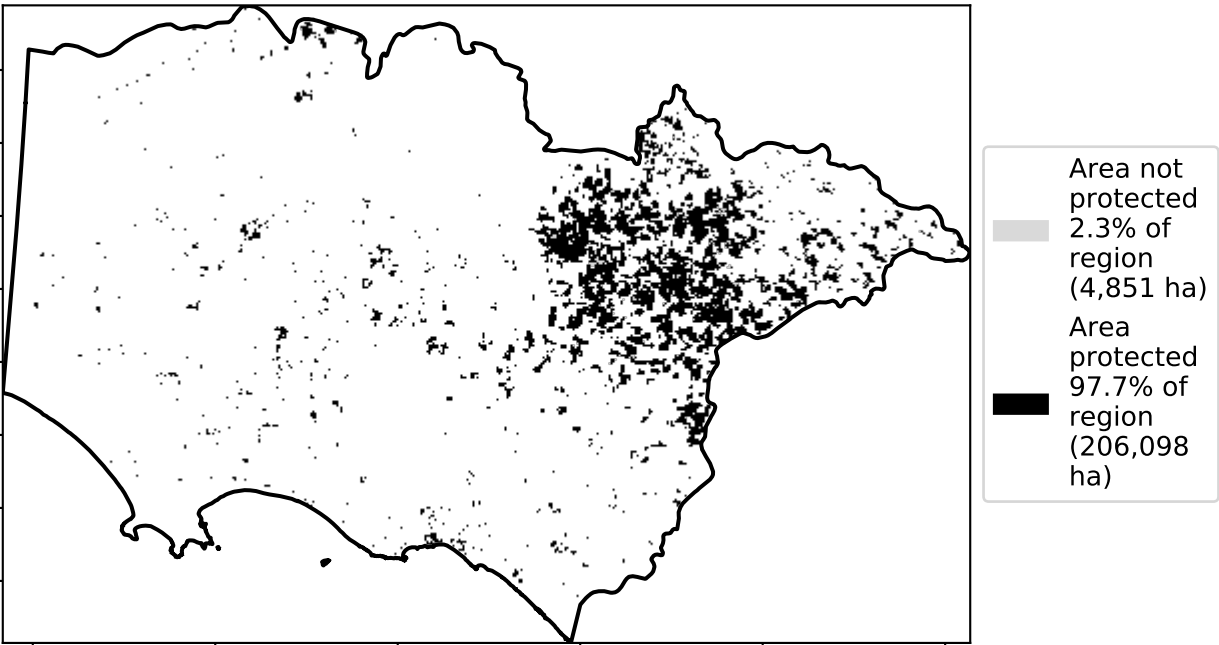 Area not
protected
2.3% of
region
(4,851 ha)
Area
protected
97.7% of
region
(206,098
ha)